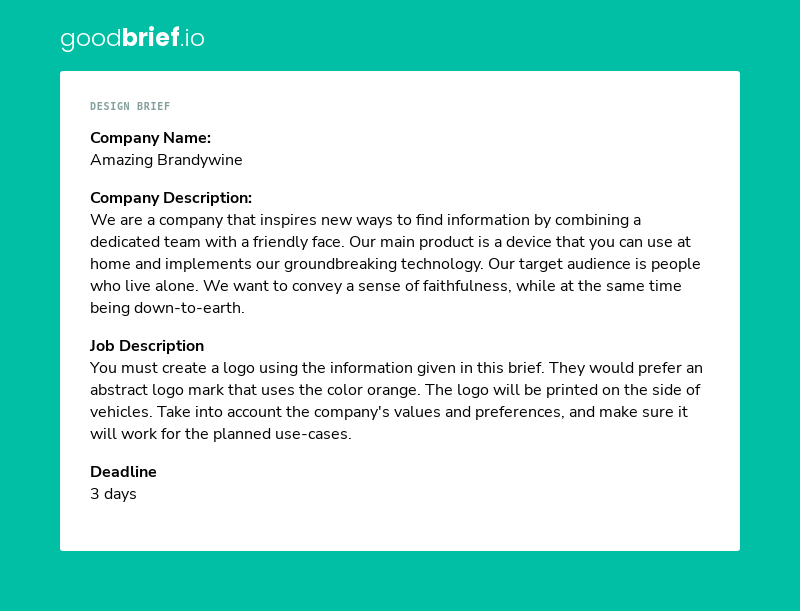 goodbrief.io
DESIGN BRIEF
Company Name:
Amazing Brandywine
Company Description:
We are a company that inspires new ways to find information by combining a
dedicated team with a friendly face. Our main product is a device that you can use at
home and implements our groundbreaking technology. Our target audience is people
who live alone. We want to convey a sense of faithfulness, while at the same time
being down-to-earth.
Job Description
You must create a logo using the information given in this brief. They would prefer an
abstract logo mark that uses the color orange. The logo will be printed on the side of
vehicles. Take into account the company's values and preferences, and make sure it
will work for the planned use-cases.
Deadline
3 days